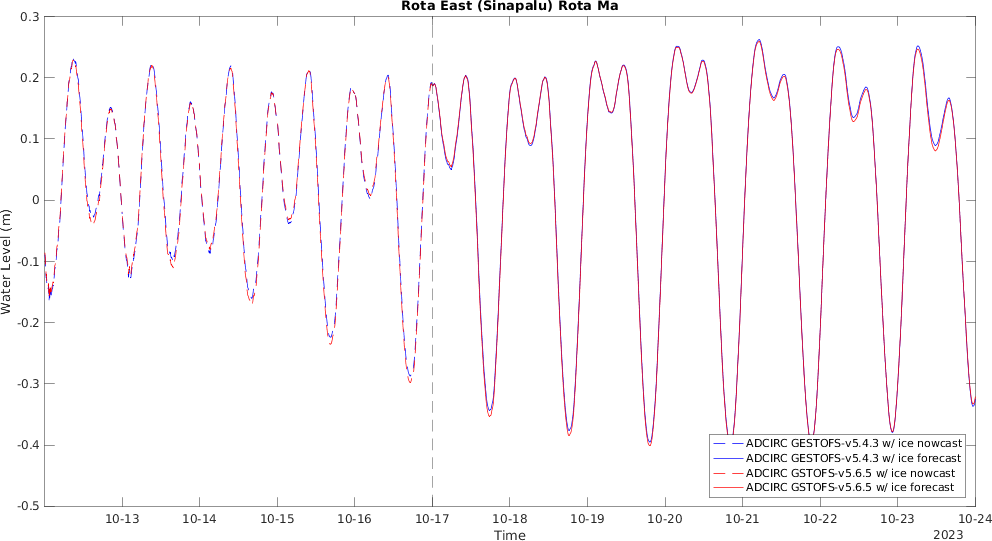 Rota East (Sinapalu) Rota Ma
Water Level (m)
0.3
0.2
0.1
0
-0.1
-0.2
-0.3
-0.4
-0.5
10-13 10-14 10-15 10-16 10-17 10-18 10-19 10-20 10-21 10-22 10-23 10-24
Time
2023
ADCIRC GESTOFS-v5.4.3 w/ ice nowcast
ADCIRC GESTOFS-v5.4.3 w/ ice forecast
ADCIRC GSTOFS-v5.6.5 w/ ice nowcast
ADCIRC GSTOFS-v5.6.5 w/ ice forecast